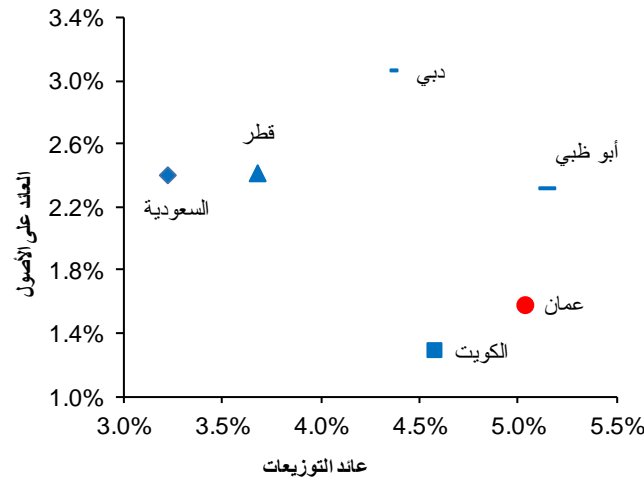 3.4%
دبي
3.0%
قطر
2.6%
أبو ظبي
العائد على الأصول
السعودية
2.2%
1.8%
عمان
1.4%
الكويت
1.0%
3.0%
3.5%
4.0%
4.5%
5.0%
5.5%
عائد التوزيعات